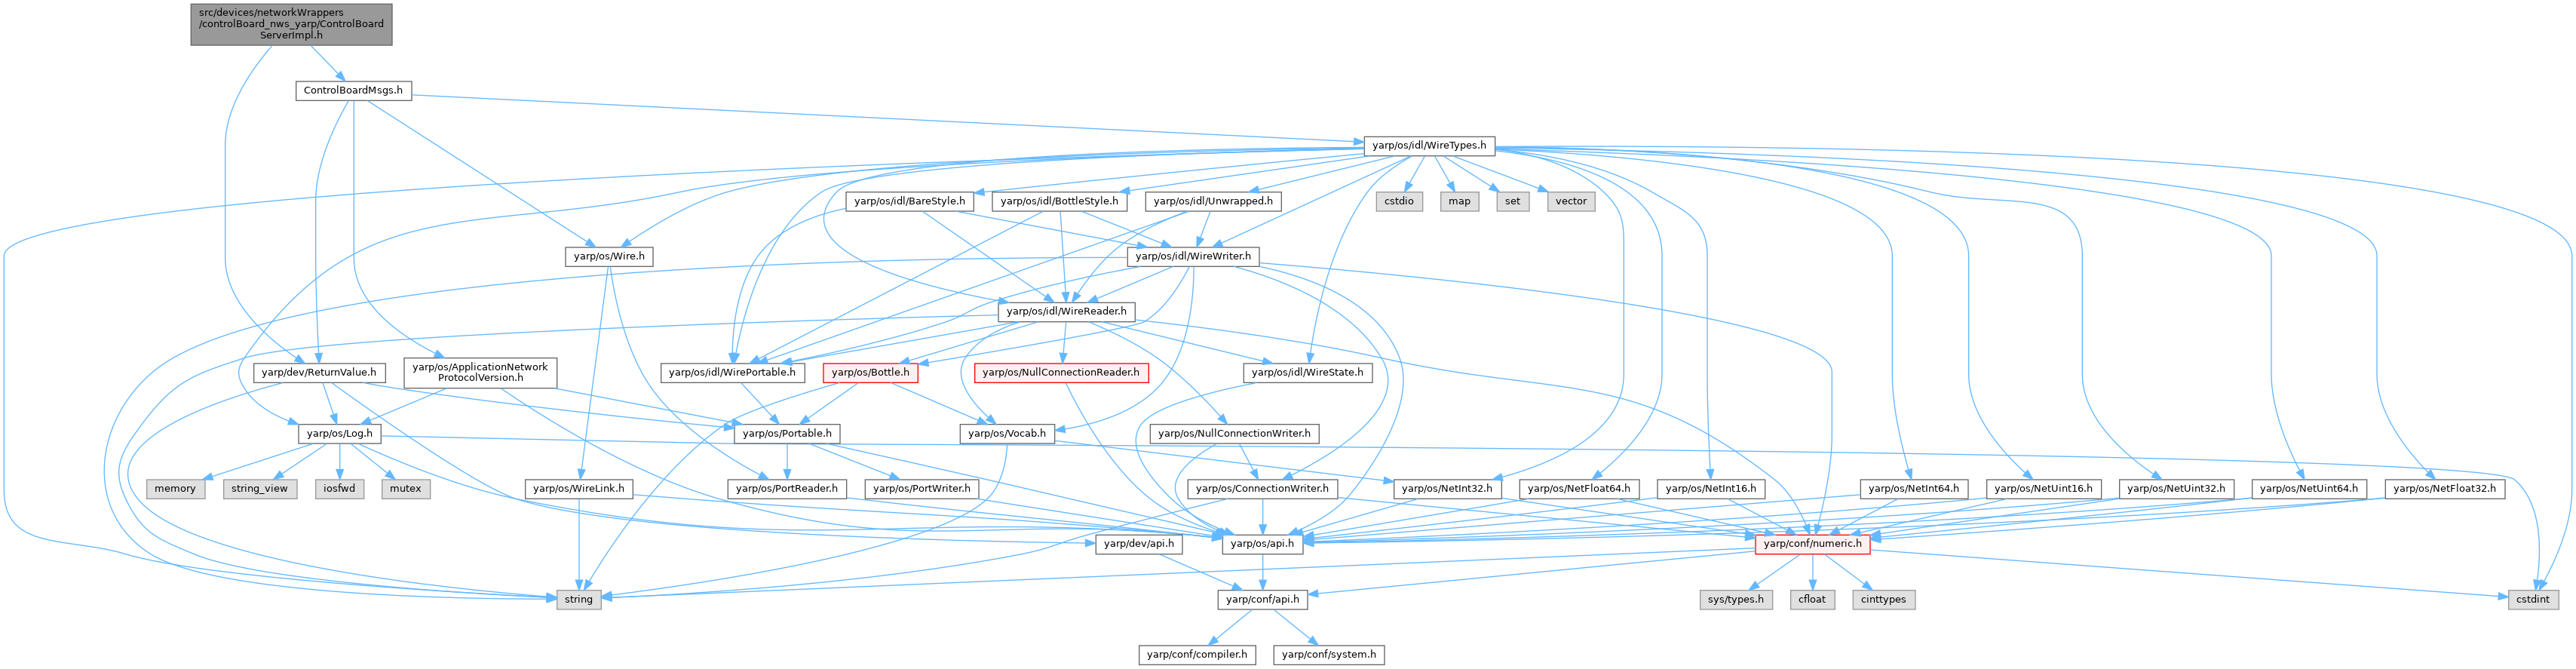 src/devices/networkWrappers
/controlBoard_nws_yarp/ControlBoard
ServerImpl.h
ControlBoardMsgs.h
yarp/os/idl/WireTypes.h
yarp/os/idl/BareStyle.h
yarp/os/idl/BottleStyle.h
yarp/os/idl/Unwrapped.h
cstdio
map
set
vector
yarp/os/Wire.h
yarp/os/idl/WireWriter.h
yarp/os/idl/WireReader.h
yarp/dev/ReturnValue.h
yarp/os/ApplicationNetwork
ProtocolVersion.h
yarp/os/idl/WirePortable.h
yarp/os/Bottle.h
yarp/os/NullConnectionReader.h
yarp/os/idl/WireState.h
yarp/os/Log.h
yarp/os/Portable.h
yarp/os/Vocab.h
yarp/os/NullConnectionWriter.h
memory
string_view
iosfwd
mutex
yarp/os/WireLink.h
yarp/os/PortReader.h
yarp/os/PortWriter.h
yarp/os/ConnectionWriter.h
yarp/os/NetInt32.h
yarp/os/NetFloat64.h
yarp/os/NetInt16.h
yarp/os/NetInt64.h
yarp/os/NetUint16.h
yarp/os/NetUint32.h
yarp/os/NetUint64.h
yarp/os/NetFloat32.h
yarp/dev/api.h
yarp/os/api.h
yarp/conf/numeric.h
string
yarp/conf/api.h
sys/types.h
cfloat
cinttypes
cstdint
yarp/conf/compiler.h
yarp/conf/system.h